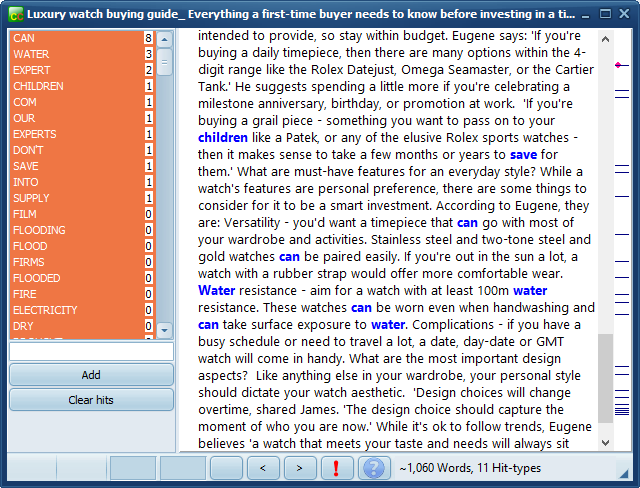 Luxury watch buying guide_ Everything a first-time buyer needs to know before investing in a ti...
CAN 8
WATER 3
EXPERT 2
CHILDREN 1
COM 1
OUR 1
EXPERTS 1
DON'T 1
SAVE 1
INTO 1
SUPPLY 1
FILM 0
FLOODING 0
FLOOD 0
FIRMS 0
FLOODED 0
FIRE 0
ELECTRICITY 0
DRY 0
Add
Clear hits
intended to provide, so stay within budget. Eugene says: 'If you're
buying a daily timepiece, then there are many options within the 4-
digit range like the Rolex Datejust, Omega Seamaster, or the Cartier
Tank.' He suggests spending a little more if you're celebrating a
milestone anniversary, birthday, or promotion at work.  'If you're
buying a grail piece - something you want to pass on to your
children like a Patek, or any of the elusive Rolex sports watches -
then it makes sense to take a few months or years to save for
them.' What are must-have features for an everyday style? While a
watch's features are personal preference, there are some things to
consider for it to be a smart investment. According to Eugene, they
are: Versatility - you'd want a timepiece that can go with most of
your wardrobe and activities. Stainless steel and two-tone steel and
gold watches can be paired easily. If you're out in the sun a lot, a
watch with a rubber strap would offer more comfortable wear.
Water resistance - aim for a watch with at least 100m water
resistance. These watches can be worn even when handwashing and
can take surface exposure to water. Complications - if you have a
busy schedule or need to travel a lot, a date, day-date or GMT
watch will come in handy. What are the most important design
aspects?  Like anything else in your wardrobe, your personal style
should dictate your watch aesthetic.  'Design choices will change
overtime, shared James. 'The design choice should capture the
moment of who you are now.' While it's ok to follow trends, Eugene
believes 'a watch that meets your taste and needs will always sit
< > ! ? ~1,060 Words, 11 Hit-types